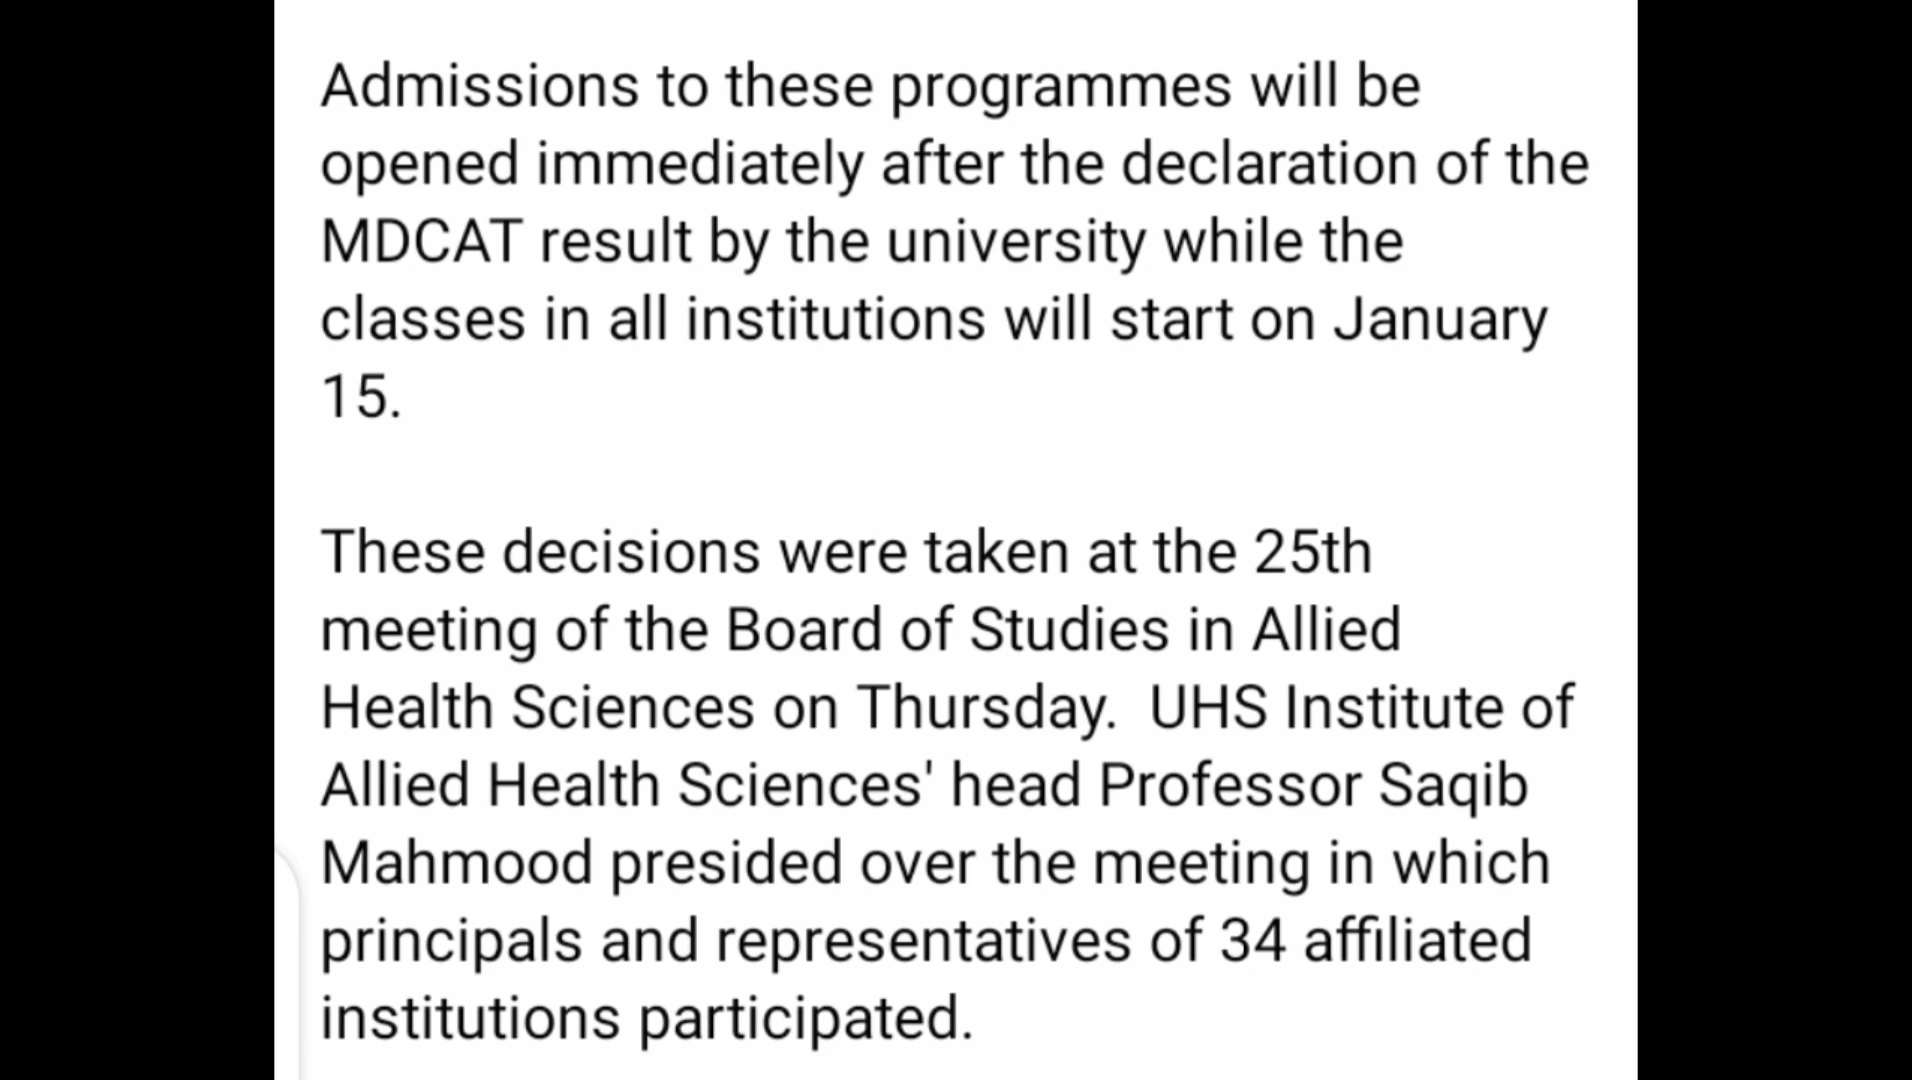 Admissions to these programmes will be
opened immediately after the declaration of the
MDCAT result by the university while the
classes in all institutions will start on January
15.
These decisions were taken at the 25th
meeting of the Board of Studies in Allied
Health Sciences on Thursday.  UHS Institute of
Allied Health Sciences' head Professor Saqib
Mahmood presided over the meeting in which
principals and representatives of 34 affiliated
institutions participated.